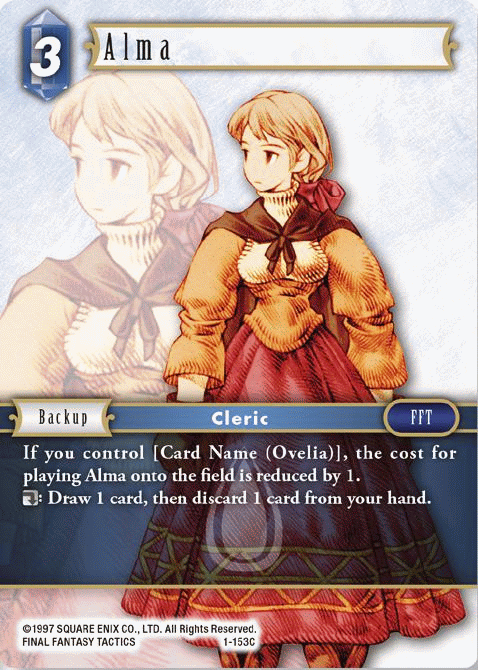 3
Alma
Backup
Cleric
FFT
If you control [Card Name (Ovelia)], the cost for
playing Alma onto the field is reduced by 1.
: Draw 1 card, then discard 1 card from your hand.
©1997 SQUARE ENIX CO., LTD. All Rights Reserved.
FINAL FANTASY TACTICS
1-153C